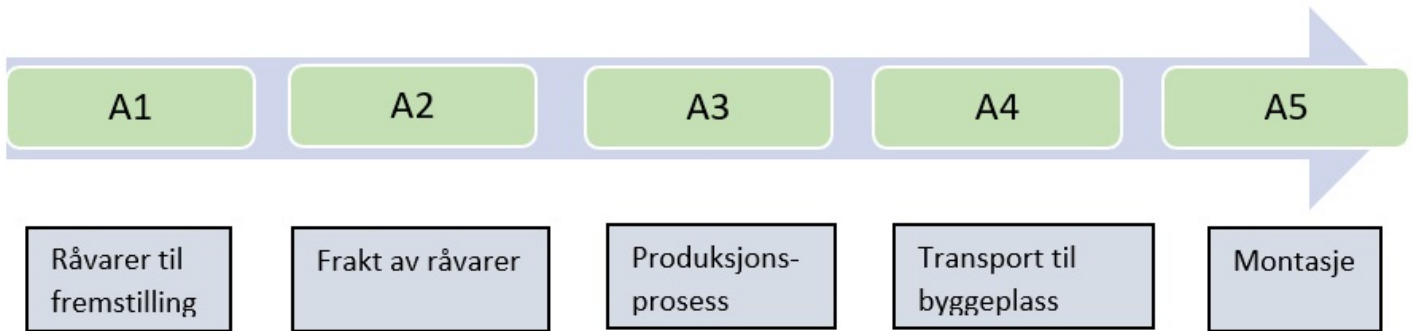 A1
A2
A3
A4
A5
Råvarer til
fremstilling
Frakt av råvarer
Produksjons-
prosess
Transport til
byggeplass
Montasje